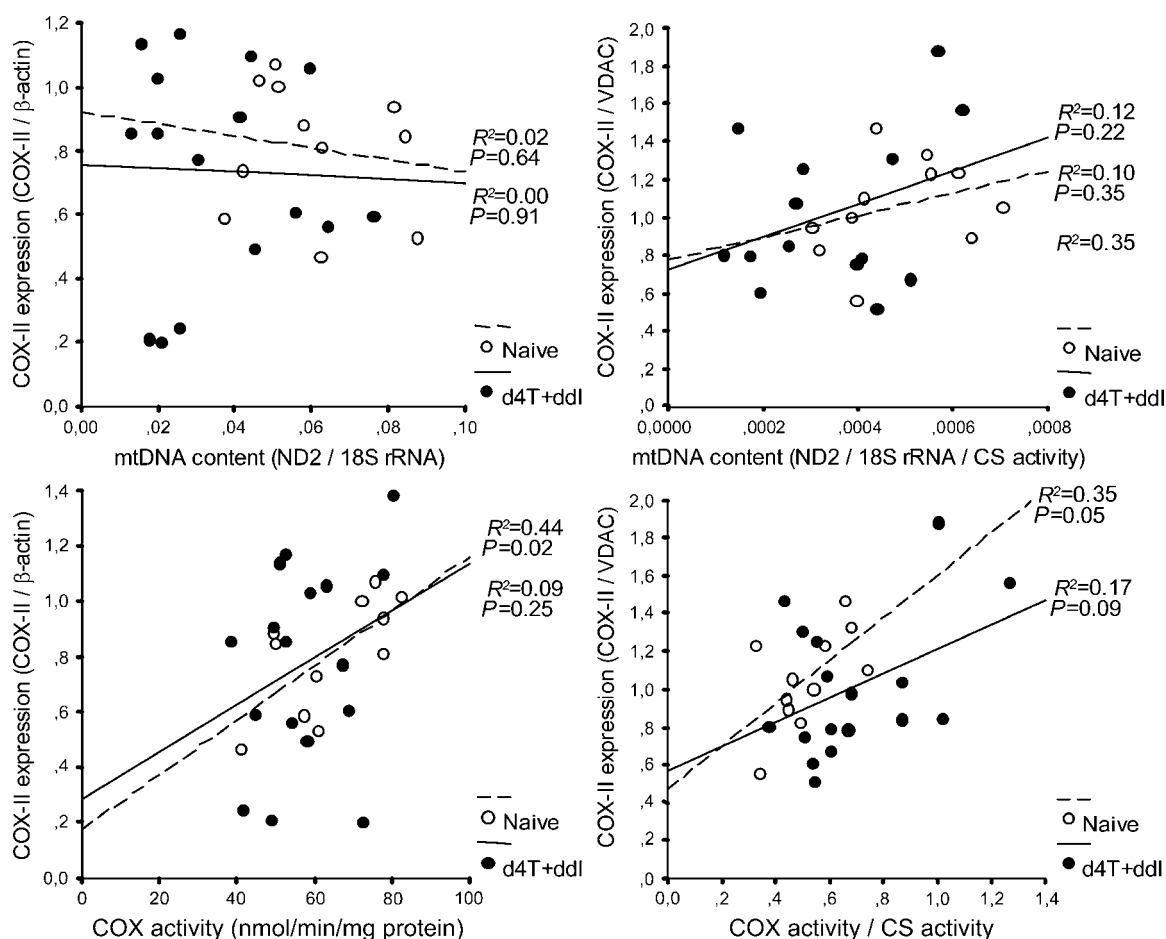 COX-II expression (COX-II / β-actin)
1,2
1,0
,8
,6
,4
,2
0,0
0,00
,02
,04
,06
,08
,10
mtDNA content (ND2 / 18S rRNA)
R²=0.02
P=0.64
R²=0.00
P=0.91
Naive
d4T+ddI
COX-II expression (COX-II / VDAC)
2,0
1,8
1,6
1,4
1,2
1,0
,8
,6
,4
,2
,0
0,0000
,0002
,0004
,0006
,0008
mtDNA content (ND2 / 18S rRNA / CS activity)
R²=0.12
P=0.22
R²=0.10
P=0.35
R²=0.35
Naive
d4T+ddI
COX-II expression (COX-II / β-actin)
1,4
1,2
1,0
,8
,6
,4
,2
,0
0
20
40
60
80
100
COX activity (nmol/min/mg protein)
R²=0.44
P=0.02
R²=0.09
P=0.25
Naive
d4T+ddI
COX-II expression (COX-II / VDAC)
2,0
1,8
1,6
1,4
1,2
1,0
,8
,6
,4
,2
,0
0,0
,2
,4
,6
,8
1,0
1,2
1,4
COX activity / CS activity
R²=0.35
P=0.05
R²=0.17
P=0.09
Naive
d4T+ddI